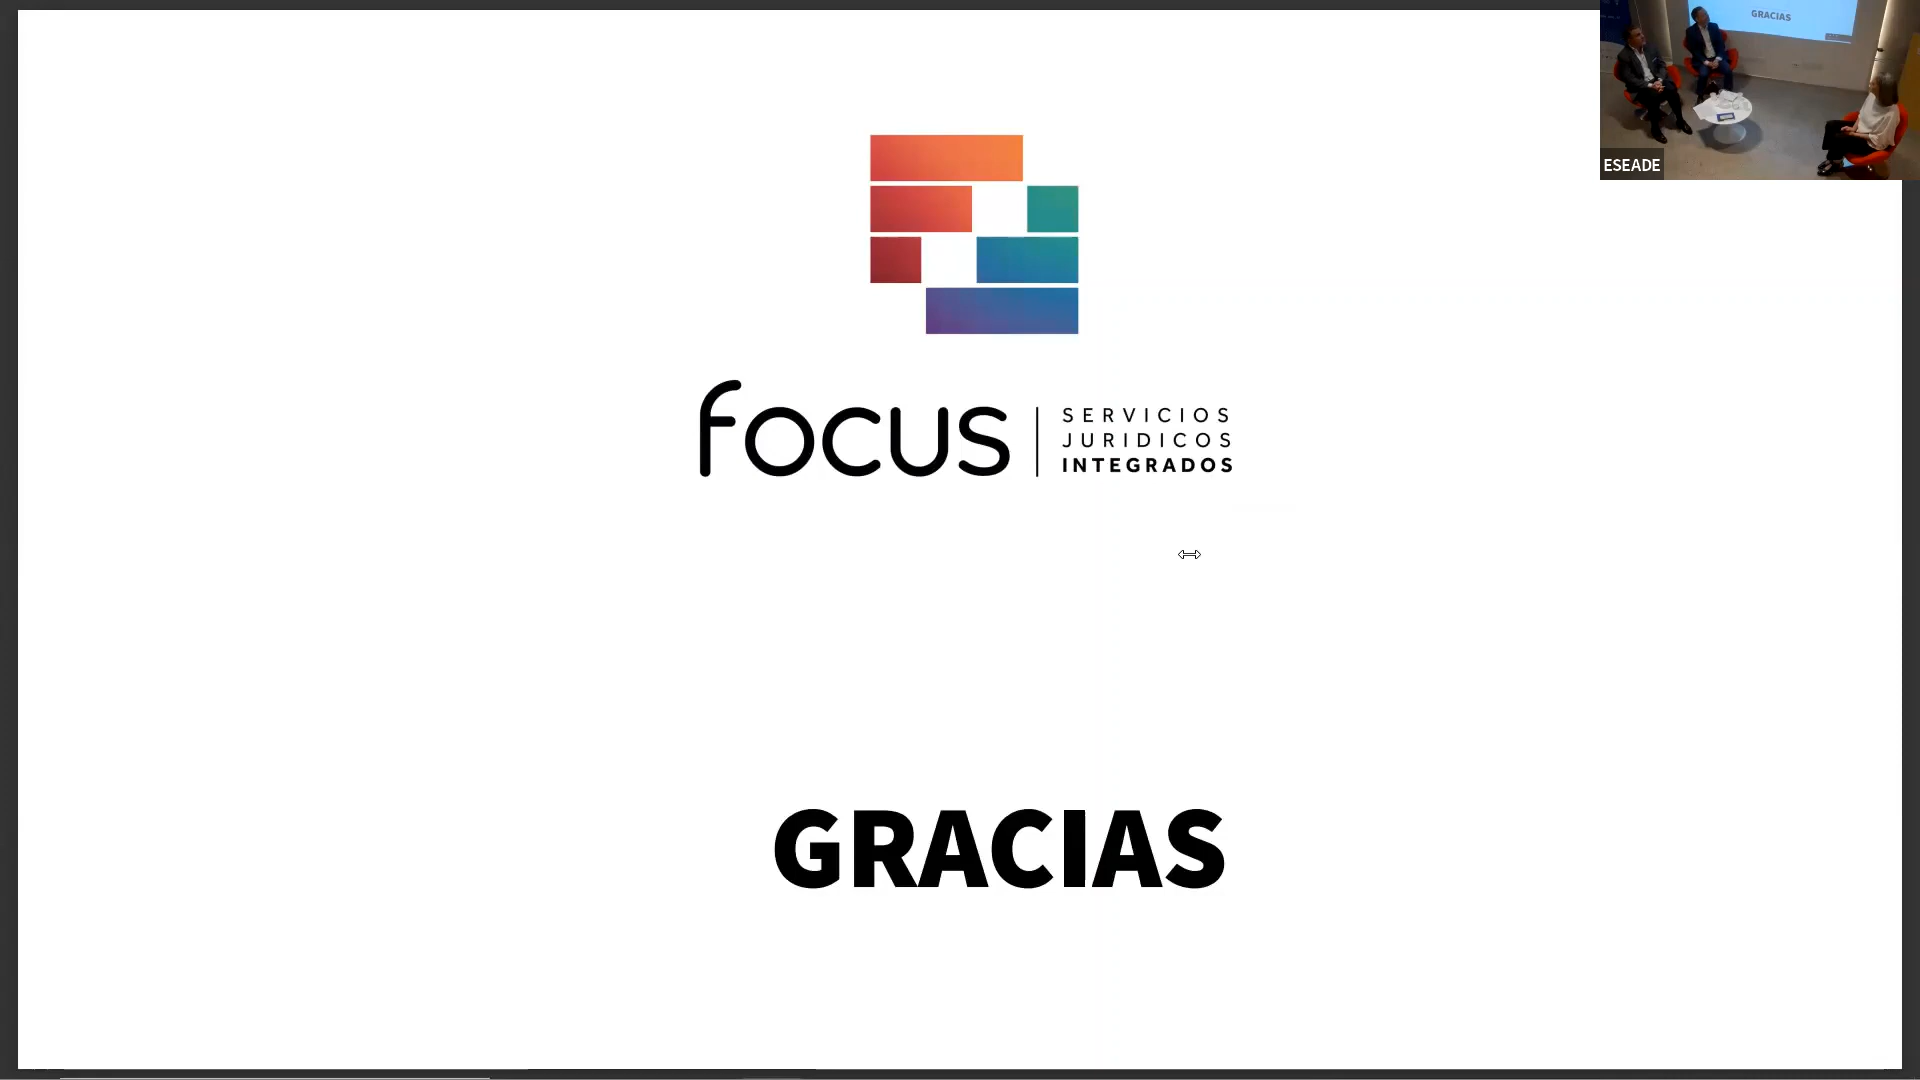 GRACIAS
ESEADE
focus
SERVICIOS
JURIDICOS
INTEGRADOS
GRACIAS